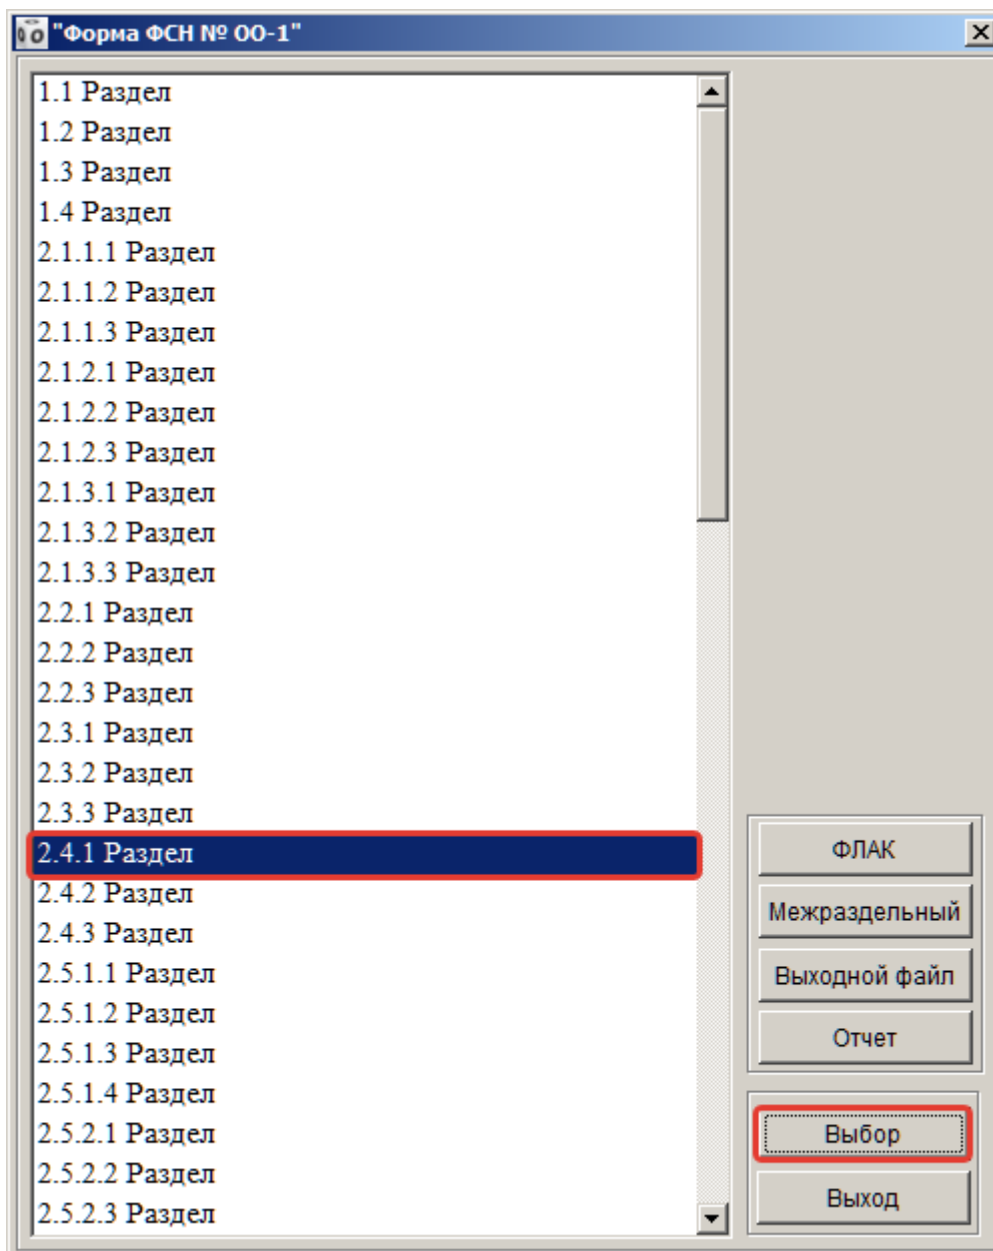 "Форма ФСН № ОО-1"
1.1 Раздел
1.2 Раздел
1.3 Раздел
1.4 Раздел
2.1.1.1 Раздел
2.1.1.2 Раздел
2.1.1.3 Раздел
2.1.2.1 Раздел
2.1.2.2 Раздел
2.1.2.3 Раздел
2.1.3.1 Раздел
2.1.3.2 Раздел
2.1.3.3 Раздел
2.2.1 Раздел
2.2.2 Раздел
2.2.3 Раздел
2.3.1 Раздел
2.3.2 Раздел
2.3.3 Раздел
2.4.1 Раздел
2.4.2 Раздел
2.4.3 Раздел
2.5.1.1 Раздел
2.5.1.2 Раздел
2.5.1.3 Раздел
2.5.1.4 Раздел
2.5.2.1 Раздел
2.5.2.2 Раздел
2.5.2.3 Раздел
ФЛАК
Межраздельный
Выходной файл
Отчет
Выбор
Выход